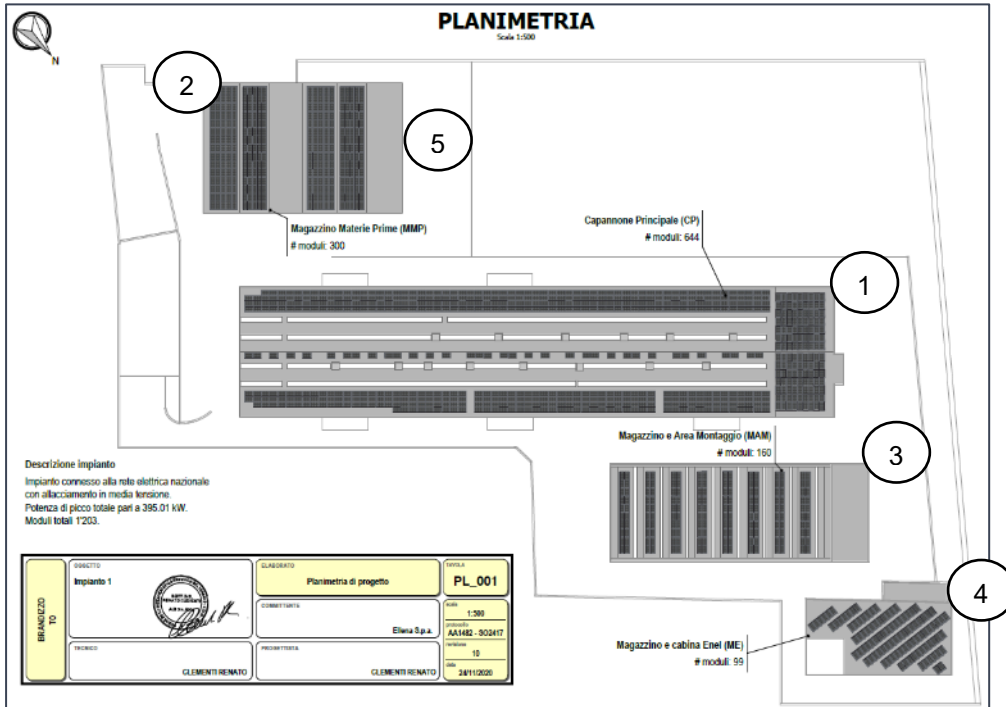 PLANIMETRIA
Scala 1:500
N
2
5
Magazzino Materie Prime (MMP)
# moduli: 300
Capannone Principale (CP)
# moduli: 644
1
Magazzino e Area Montaggio (MAM)
# moduli: 160
3
Descrizione impianto
Impianto connesso alla rete elettrica nazionale
con allacciamento in media tensione.
Potenza di picco totale pari a 395.01 kW.
Moduli totali 1'203.
4
Magazzino e cabina Enel (ME)
# moduli: 99
BRANDIZZO
TO
OGGETTO
Impianto 1
TECNICO
CLEMENTI RENATO
ELABORATO
Planimetria di progetto
COMMITTENTE
Ellena S.p.a.
PROGETTISTA
CLEMENTI RENATO
TAVOLA
PL_001
scala
1:500
protocollo
AA1482 - SO2417
revisione
10
data
24/11/2020